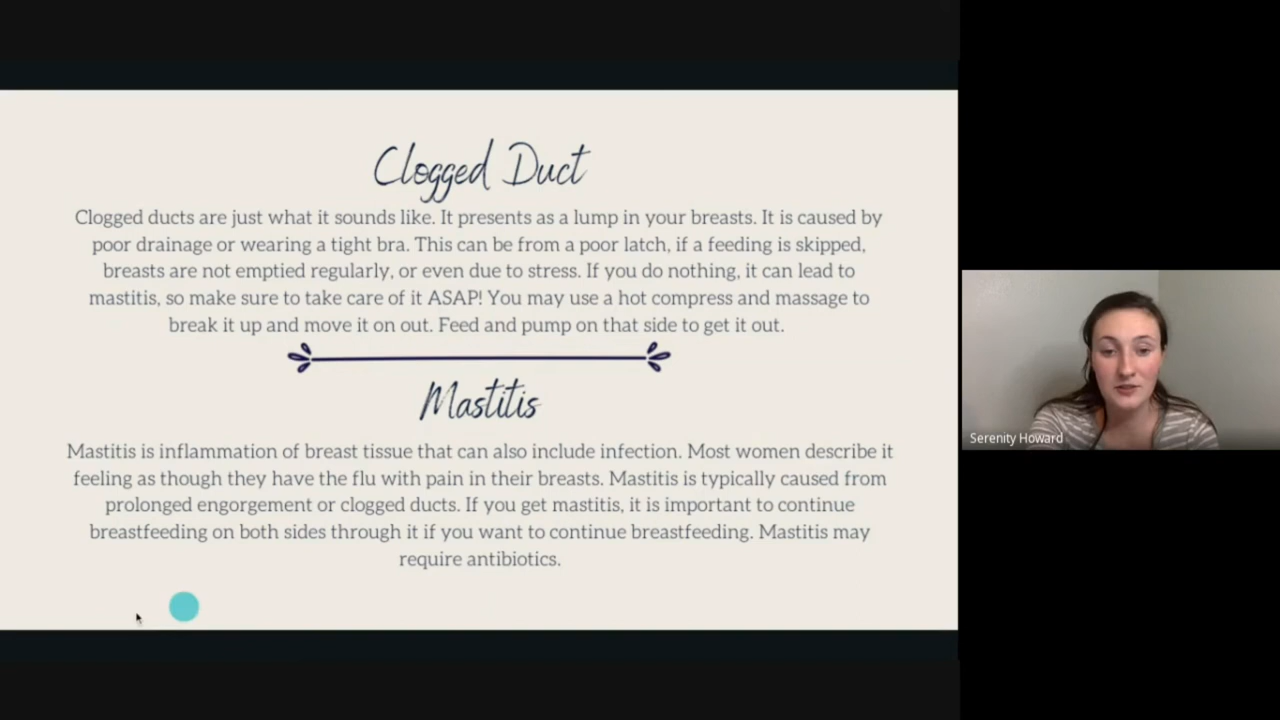 Clogged Duct
Clogged ducts are just what it sounds like. It presents as a lump in your breasts. It is caused by
poor drainage or wearing a tight bra. This can be from a poor latch, if a feeding is skipped,
breasts are not emptied regularly, or even due to stress. If you do nothing, it can lead to
mastitis, so make sure to take care of it ASAP! You may use a hot compress and massage to
break it up and move it on out. Feed and pump on that side to get it out.
Mastitis
Mastitis is inflammation of breast tissue that can also include infection. Most women describe it
feeling as though they have the flu with pain in their breasts. Mastitis is typically caused from
prolonged engorgement or clogged ducts. If you get mastitis, it is important to continue
breastfeeding on both sides through it if you want to continue breastfeeding. Mastitis may
require antibiotics.
Serenity Howard